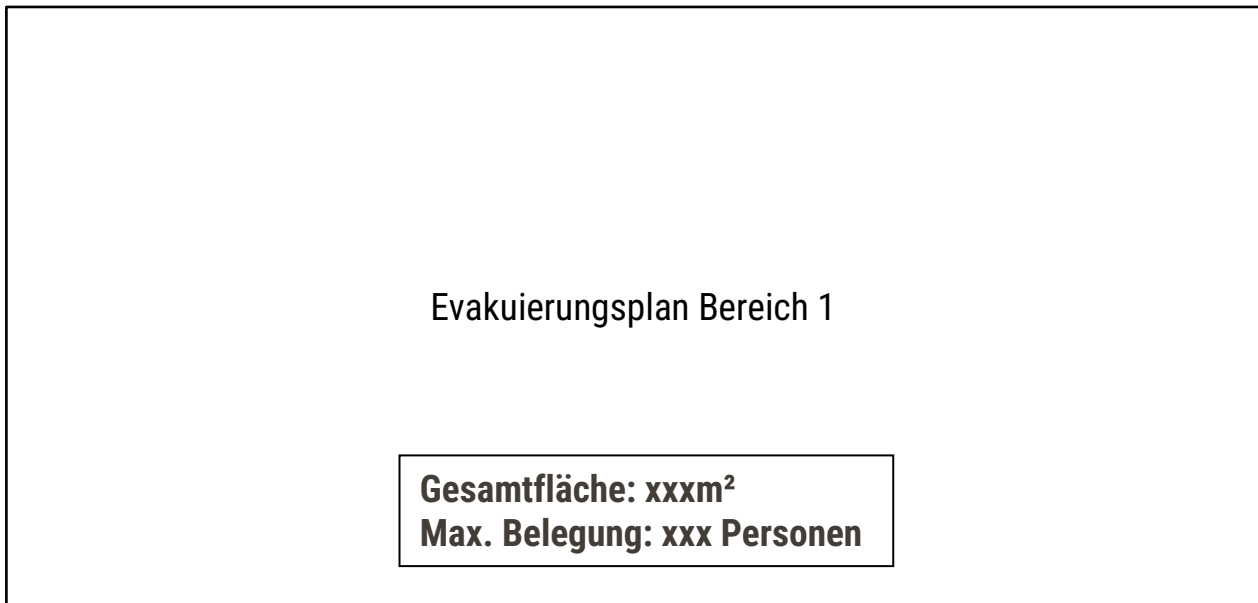 Evakuierungsplan Bereich 1
Gesamtfläche: xxxm²
Max. Belegung: xxx Personen